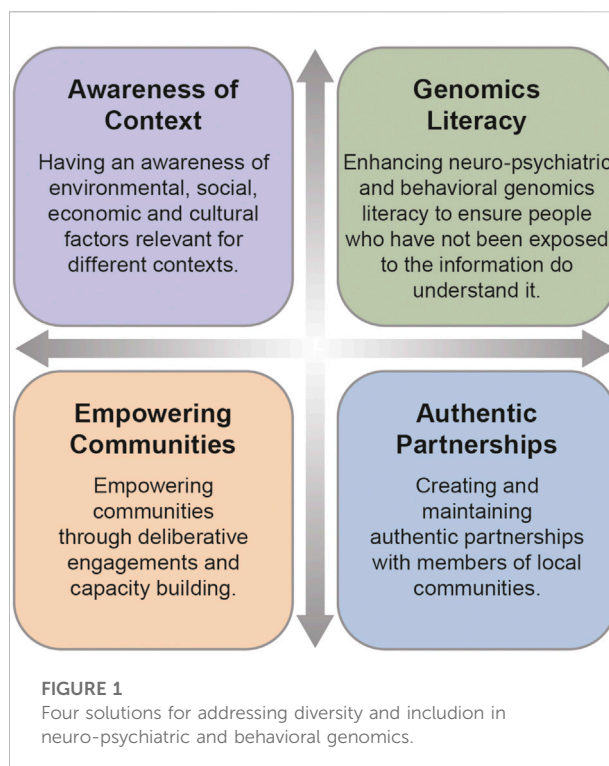 Awareness of
Context
Having an awareness of
environmental, social,
economic and cultural
factors relevant for
different contexts.
Genomics
Literacy
Enhancing neuro-psychiatric
and behavioral genomics
literacy to ensure people
who have not been exposed
to the information do
understand it.
Empowering
Communities
Empowering
communities
through deliberative
engagements and
capacity building.
Authentic
Partnerships
Creating and
maintaining
authentic partnerships
with members of local
communities.
FIGURE 1
Four solutions for addressing diversity and includion in
neuro-psychiatric and behavioral genomics.